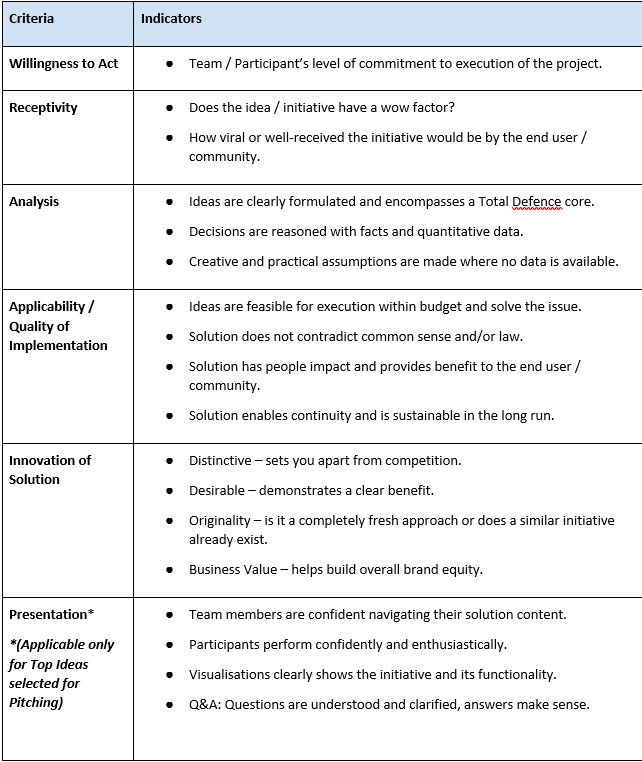 Criteria
Indicators
Willingness to Act
● Team / Participant's level of commitment to execution of the project.
Receptivity
● Does the idea / initiative have a wow factor?
● How viral or well-received the initiative would be by the end user /
community.
Analysis
● Ideas are clearly formulated and encompasses a Total Defence core.
● Decisions are reasoned with facts and quantitative data.
● Creative and practical assumptions are made where no data is available.
Applicability /
Quality of
Implementation
● Ideas are feasible for execution within budget and solve the issue.
● Solution does not contradict common sense and/or law.
● Solution has people impact and provides benefit to the end user /
community.
● Solution enables continuity and is sustainable in the long run.
Innovation of
Solution
● Distinctive – sets you apart from competition.
● Desirable – demonstrates a clear benefit.
● Originality – is it a completely fresh approach or does a similar initiative
already exist.
● Business Value – helps build overall brand equity.
Presentation*
*(Applicable only
for Top Ideas
selected for
Pitching)
● Team members are confident navigating their solution content.
● Participants perform confidently and enthusiastically.
● Visualisations clearly shows the initiative and its functionality.
● Q&A: Questions are understood and clarified, answers make sense.